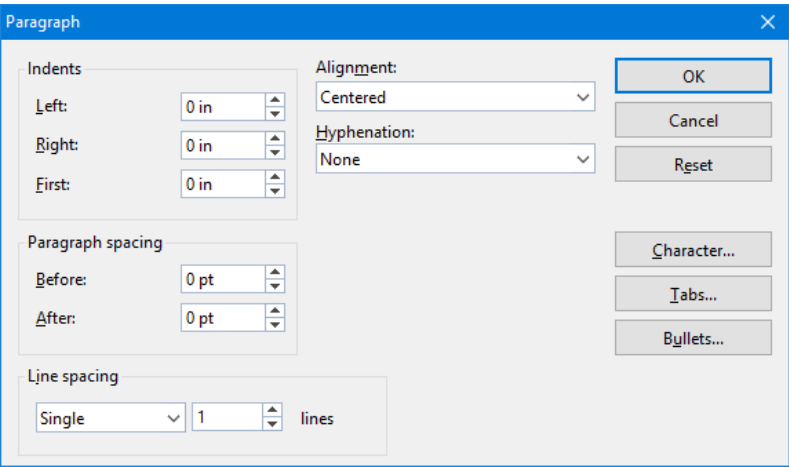 Paragraph
Indents
Left: 0 in
Right: 0 in
First: 0 in
Alignment:
Centered
Hyphenation:
None
OK
Cancel
Reset
Paragraph spacing
Before: 0 pt
After: 0 pt
Character...
Tabs...
Bullets...
Line spacing
Single 1 lines